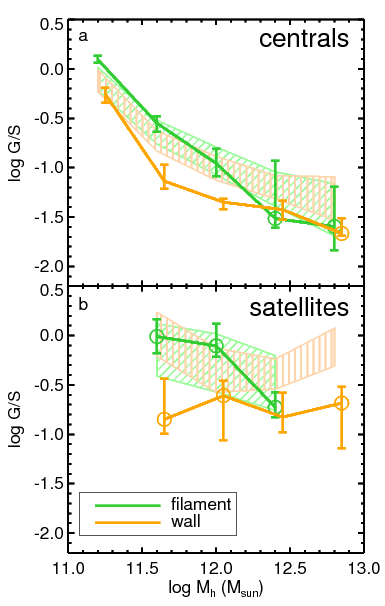 0.5
a
centrals
0.0
-0.5
-1.0
-1.5
-2.0
log G/S
0.5
b
satellites
0.0
-0.5
-1.0
-1.5
-2.0
log G/S
filament
wall
11.0 11.5 12.0 12.5 13.0
log Mh (Msun)